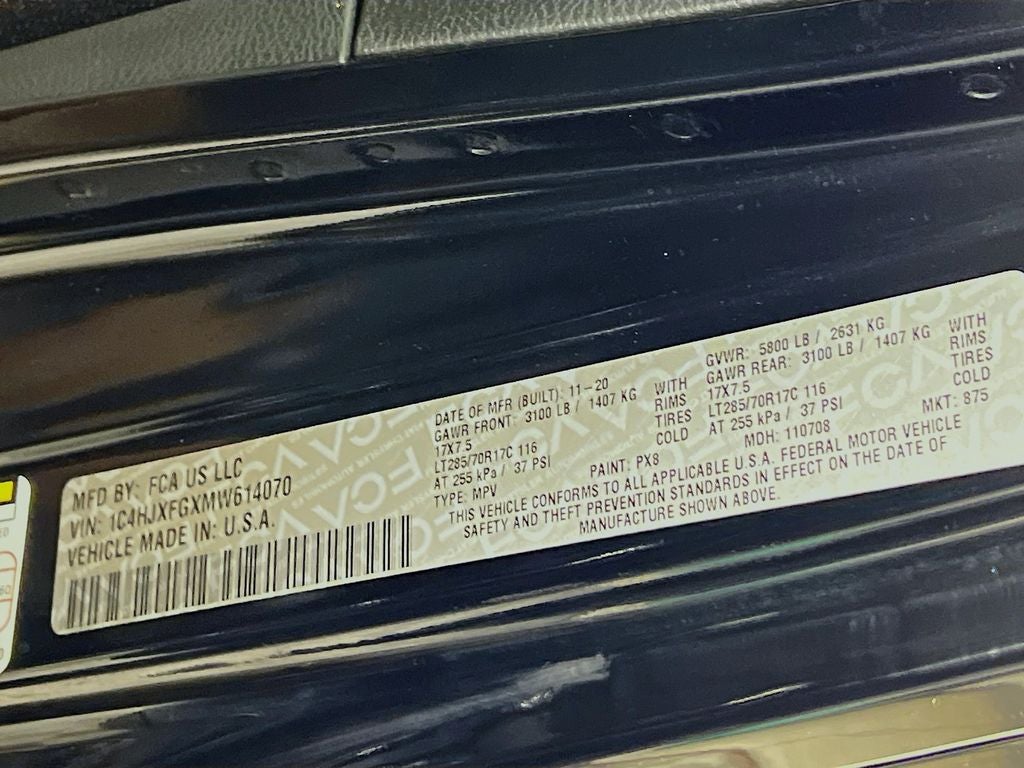 MFD BY: FCA US LLC
VIN: 1C4HJXFGXMW614070
VEHICLE MADE IN: U.S.A.
DATE OF MFR (BUILT): 11-20
GAWR FRONT: 3100 LB / 1407 KG WITH
17X7.5 RIMS
LT285/70R17C 116 TIRES
AT 255 kPa / 37 PSI COLD
TYPE: MPV
GVWR: 5800 LB / 2631 KG
GAWR REAR: 3100 LB / 1407 KG WITH
17X7.5 RIMS
LT285/70R17C 116 TIRES
AT 255 kPa / 37 PSI COLD
PAINT: PX8 MDH: 110708 MKT: 875
THIS VEHICLE CONFORMS TO ALL APPLICABLE U.S.A. FEDERAL MOTOR VEHICLE
SAFETY AND THEFT PREVENTION STANDARDS IN EFFECT ON THE DATE OF
MANUFACTURE SHOWN ABOVE.